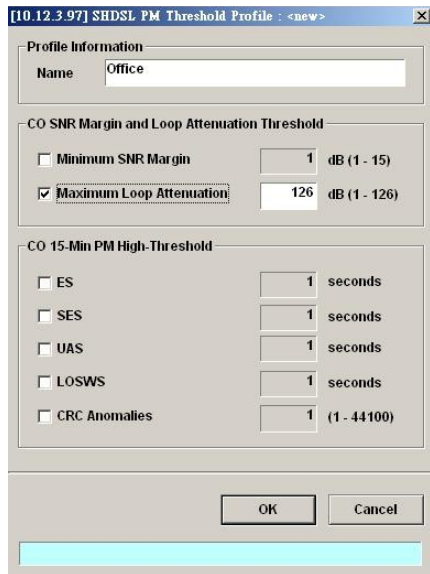 [10.12.3.97] SHDSL PM Threshold Profile : <new>
Profile Information
Name Office
CO SNR Margin and Loop Attenuation Threshold
Minimum SNR Margin 1 dB (1 - 15)
Maximum Loop Attenuation 126 dB (1 - 126)
CO 15-Min PM High-Threshold
ES 1 seconds
SES 1 seconds
UAS 1 seconds
LOSWS 1 seconds
CRC Anomalies 1 (1 - 44100)
OK Cancel